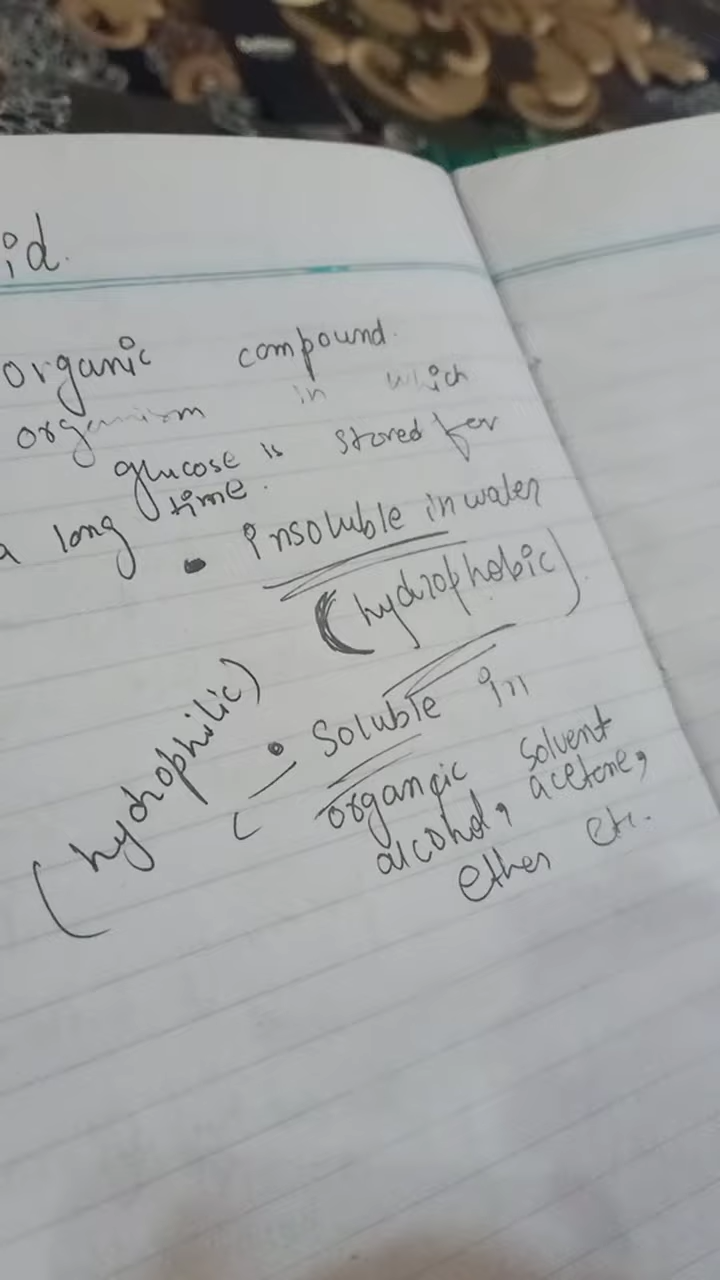 id.
organic compound.
organism in which
glucose is stored for
a long time.
• insoluble in water
(hydrophobic).
(hydrophilic)
• Soluble in
organic solvent
alcohol, acetone,
ether etc.